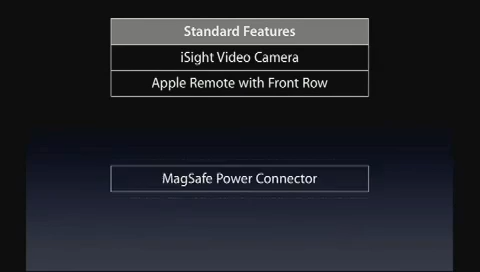 Standard Features
iSight Video Camera
Apple Remote with Front Row
MagSafe Power Connector